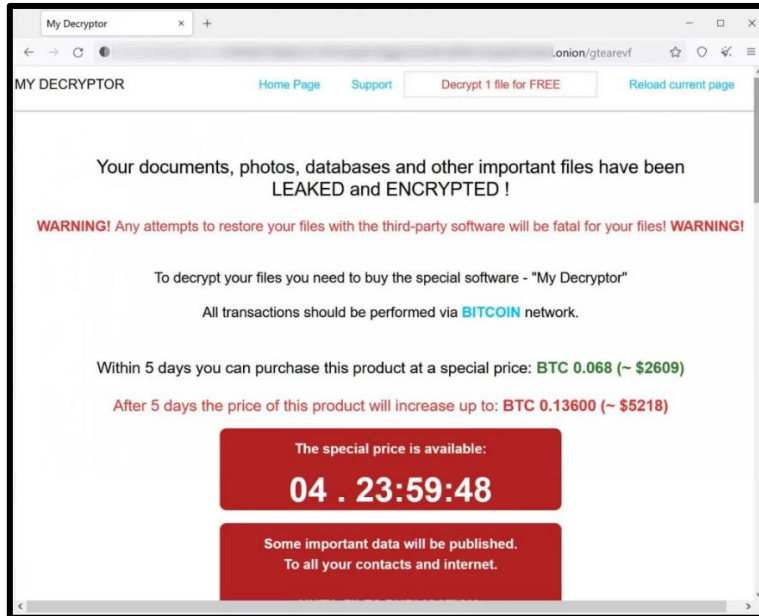 My Decryptor
.onion/gtearevf
MY DECRYPTOR
Home Page
Support
Decrypt 1 file for FREE
Reload current page
Your documents, photos, databases and other important files have been
LEAKED and ENCRYPTED !
WARNING! Any attempts to restore your files with the third-party software will be fatal for your files! WARNING!
To decrypt your files you need to buy the special software - "My Decryptor"
All transactions should be performed via BITCOIN network.
Within 5 days you can purchase this product at a special price: BTC 0.068 (~ $2609)
After 5 days the price of this product will increase up to: BTC 0.13600 (~ $5218)
The special price is available:
04 . 23:59:48
Some important data will be published.
To all your contacts and internet.